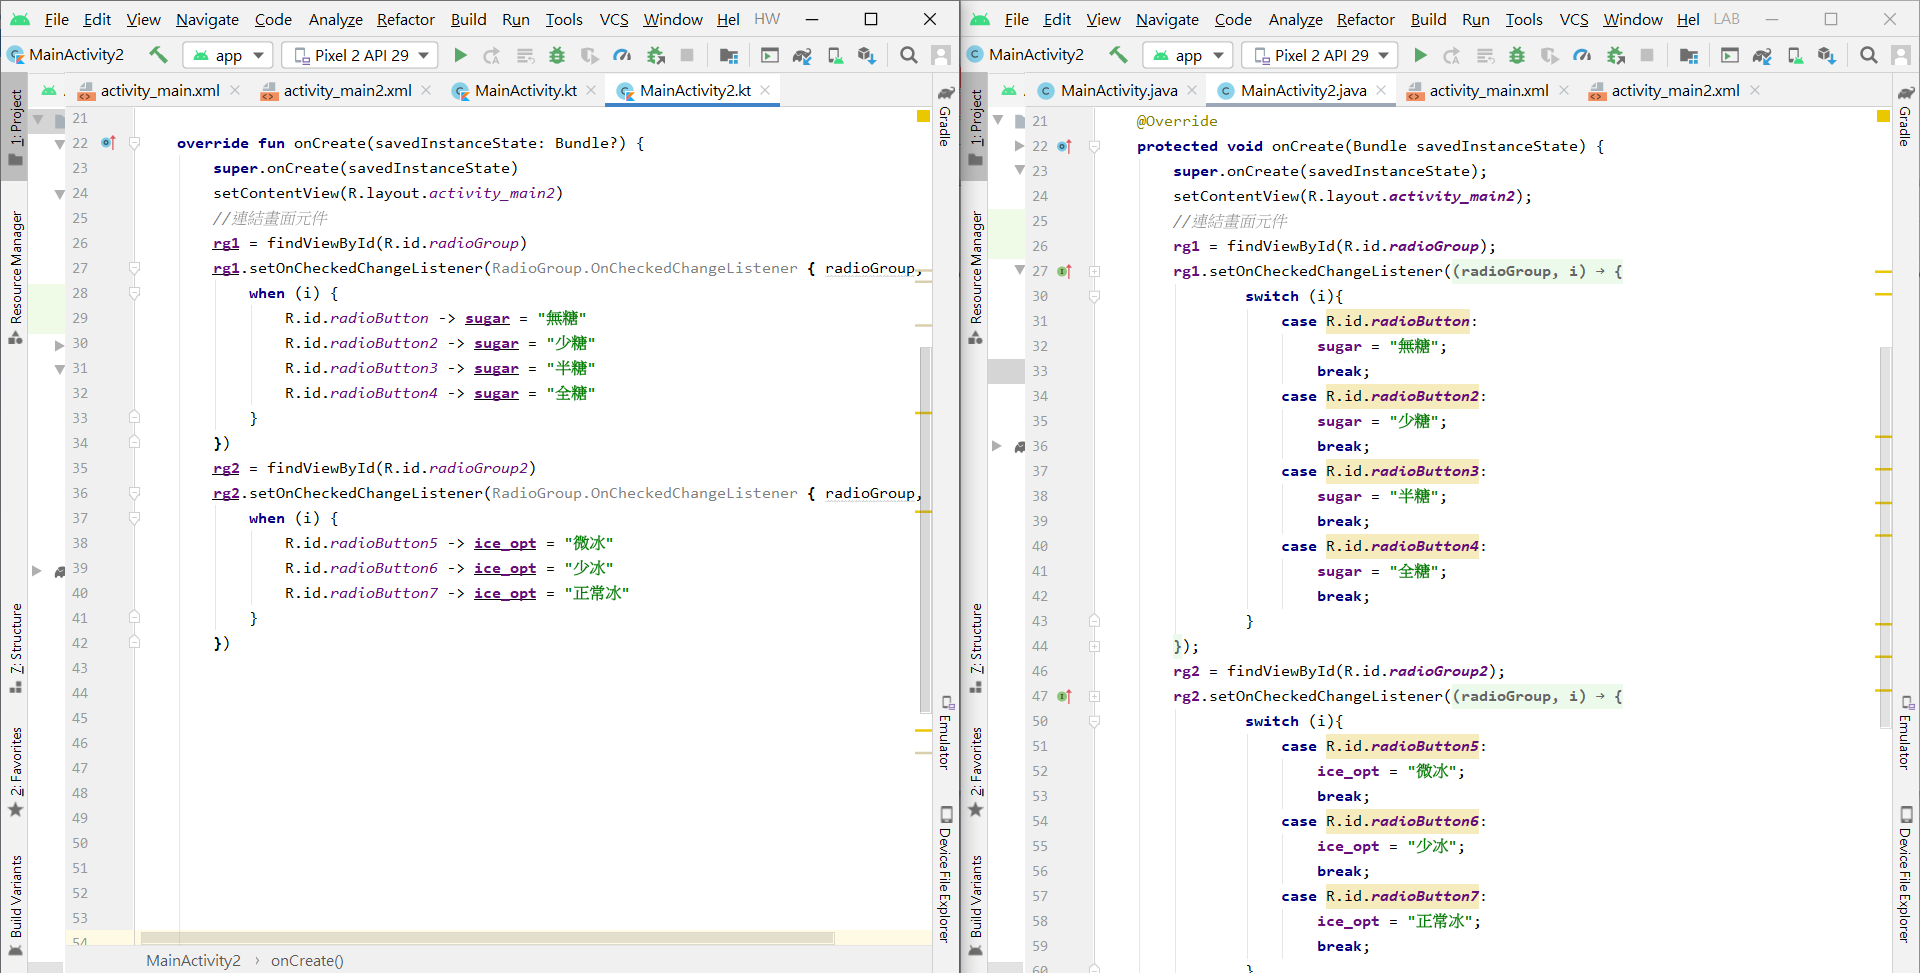 File Edit View Navigate Code Analyze Refactor Build Run Tools VCS Window Hel HW
MainActivity2 app Pixel 2 API 29
activity_main.xml activity_main2.xml MainActivity.kt MainActivity2.kt
1: Project
Resource Manager
7: Structure
2: Favorites
Build Variants
21
22 override fun onCreate(savedInstanceState: Bundle?) {
23 super.onCreate(savedInstanceState)
24 setContentView(R.layout.activity_main2)
25 //連結畫面元件
26 rg1 = findViewById(R.id.radioGroup)
27 rg1.setOnCheckedChangeListener(RadioGroup.OnCheckedChangeListener { radioGroup,
28 when (i) {
29 R.id.radioButton -> sugar = "無糖"
30 R.id.radioButton2 -> sugar = "少糖"
31 R.id.radioButton3 -> sugar = "半糖"
32 R.id.radioButton4 -> sugar = "全糖"
33 }
34 })
35 rg2 = findViewById(R.id.radioGroup2)
36 rg2.setOnCheckedChangeListener(RadioGroup.OnCheckedChangeListener { radioGroup,
37 when (i) {
38 R.id.radioButton5 -> ice_opt = "微冰"
39 R.id.radioButton6 -> ice_opt = "少冰"
40 R.id.radioButton7 -> ice_opt = "正常冰"
41 }
42 })
43
44
45
46
47
48
49
50
51
52
53
54
MainActivity2 › onCreate()
Gradle
Emulator
Device File Explorer
File Edit View Navigate Code Analyze Refactor Build Run Tools VCS Window Hel LAB
MainActivity2 app Pixel 2 API 29
MainActivity.java MainActivity2.java activity_main.xml activity_main2.xml
1: Project
Resource Manager
7: Structure
2: Favorites
Build Variants
21 @Override
22 protected void onCreate(Bundle savedInstanceState) {
23 super.onCreate(savedInstanceState);
24 setContentView(R.layout.activity_main2);
25 //連結畫面元件
26 rg1 = findViewById(R.id.radioGroup);
27 rg1.setOnCheckedChangeListener((radioGroup, i) → {
30 switch (i){
31 case R.id.radioButton:
32 sugar = "無糖";
33 break;
34 case R.id.radioButton2:
35 sugar = "少糖";
36 break;
37 case R.id.radioButton3:
38 sugar = "半糖";
39 break;
40 case R.id.radioButton4:
41 sugar = "全糖";
42 break;
43 }
44 });
46 rg2 = findViewById(R.id.radioGroup2);
47 rg2.setOnCheckedChangeListener((radioGroup, i) → {
50 switch (i){
51 case R.id.radioButton5:
52 ice_opt = "微冰";
53 break;
54 case R.id.radioButton6:
55 ice_opt = "少冰";
56 break;
57 case R.id.radioButton7:
58 ice_opt = "正常冰";
59 break;
60 }
Gradle
Emulator
Device File Explorer